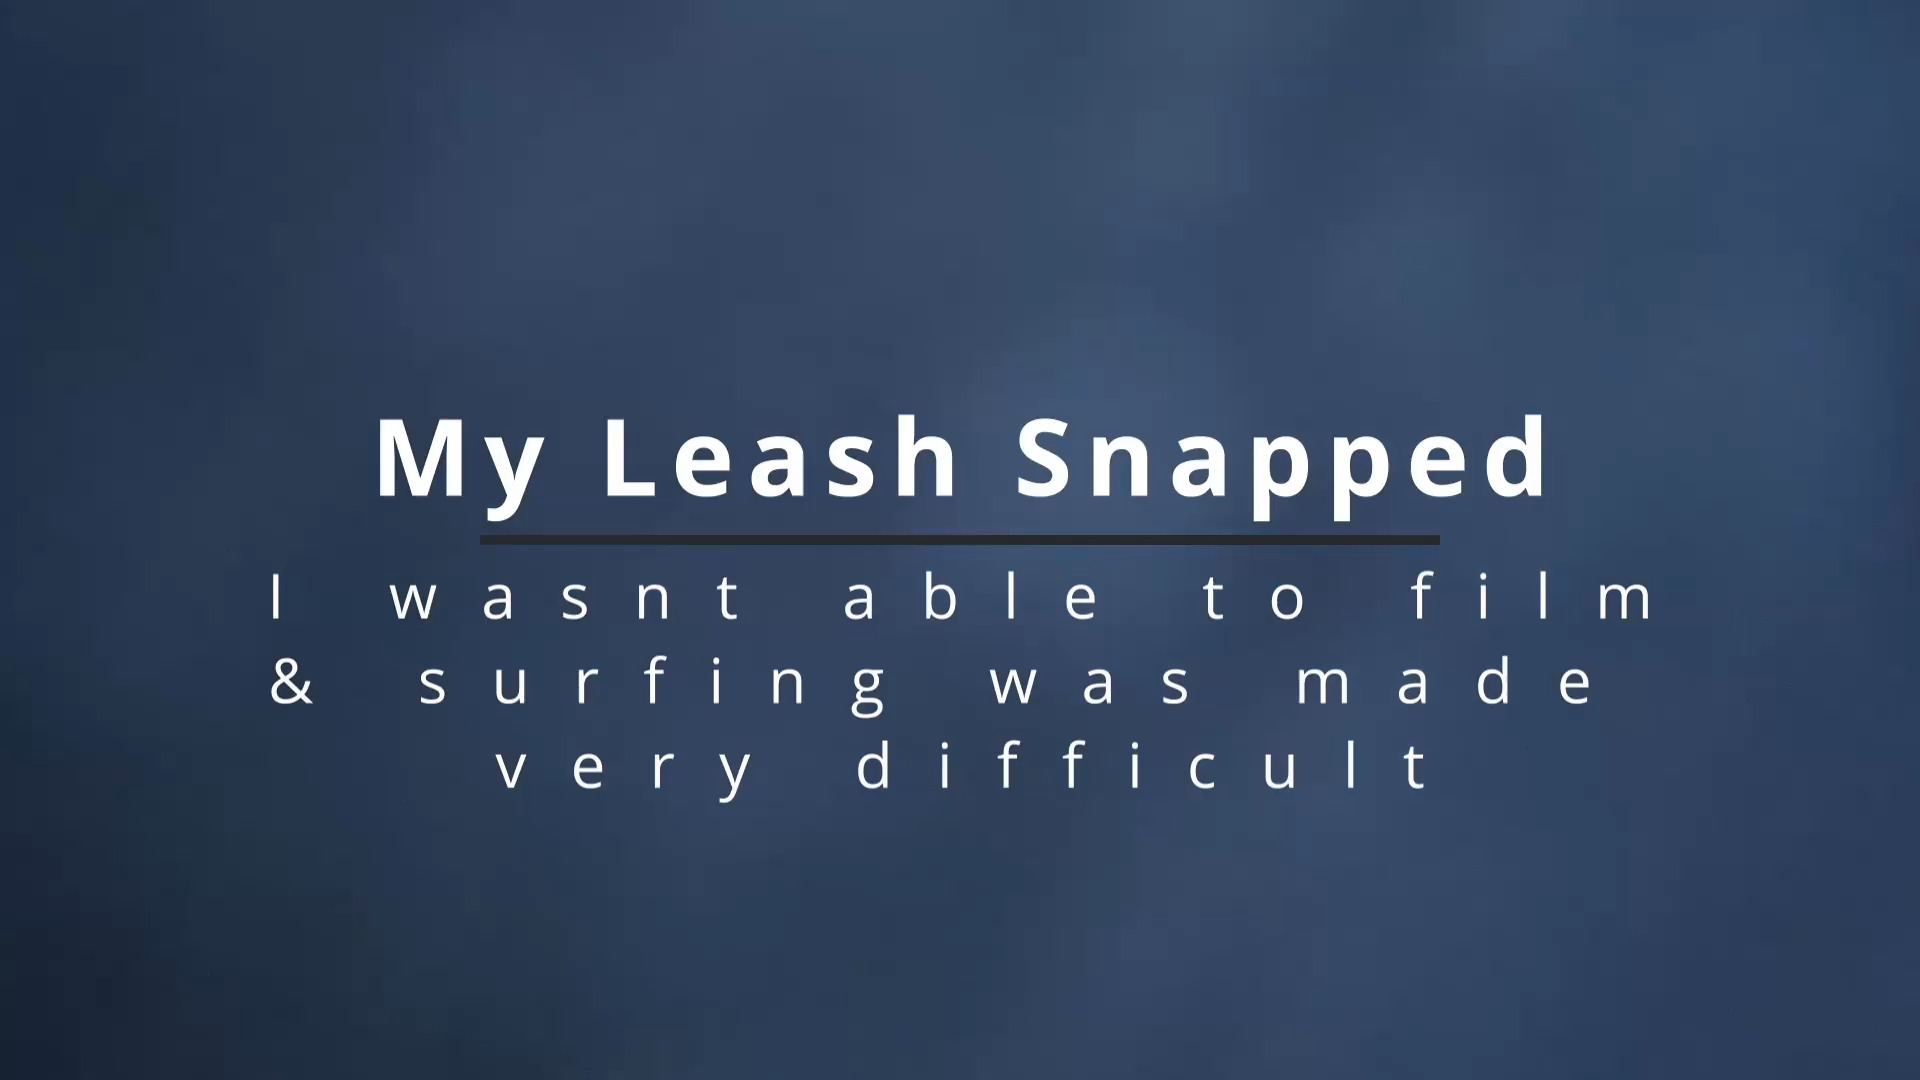 My Leash Snapped
I wasnt able to film
& surfing was made
very difficult